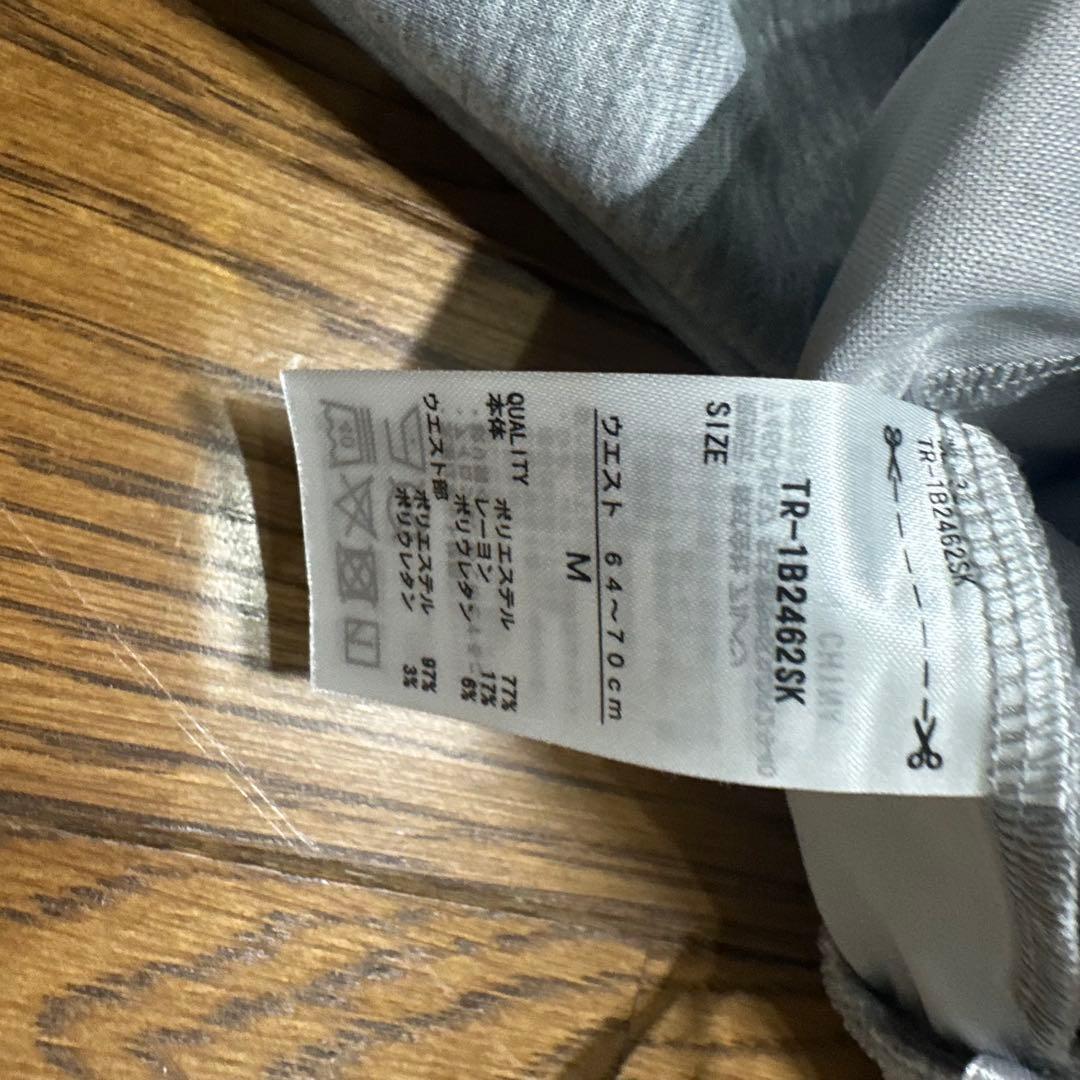 TR-1B2462SK
TR-1B2462SK
SIZE
ウエスト 64～70cm
M
QUALITY
本体 ポリエステル 77%
レーヨン 17%
ポリウレタン 6%
ウエスト部 ポリエステル 97%
ポリウレタン 3%
40